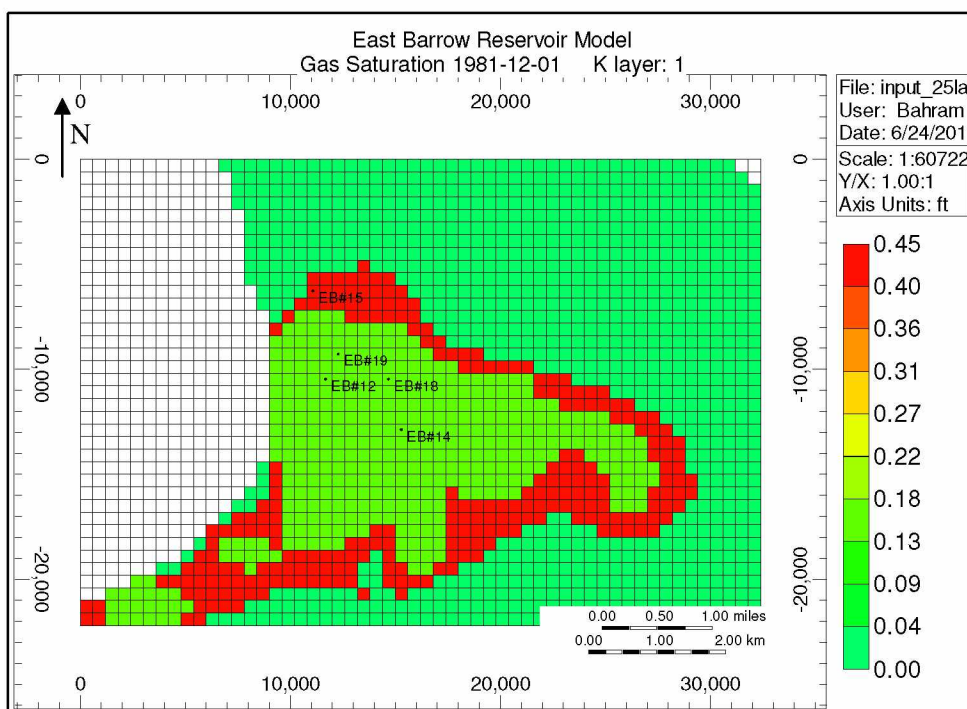 East Barrow Reservoir Model
Gas Saturation 1981-12-01 K layer: 1
File: input_25la
User: Bahram
Date: 6/24/201
Scale: 1:60722
Y/X: 1.00:1
Axis Units: ft
0 10,000 20,000 30,000
N
0 0
EB#15
EB#19
-10,000 -10,000
EB#12 EB#18
EB#14
-20,000 -20,000
0.00 0.50 1.00 miles
0.00 1.00 2.00 km
0 10,000 20,000 30,000
0.45
0.40
0.36
0.31
0.27
0.22
0.18
0.13
0.09
0.04
0.00